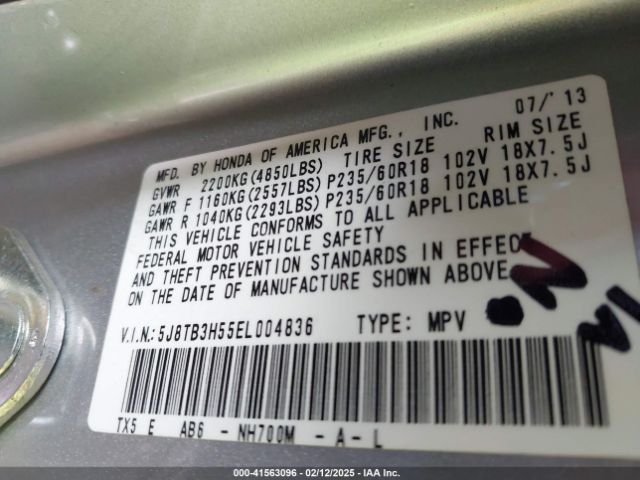 07/'13
MFD. BY HONDA OF AMERICA MFG., INC.
GVWR 2200KG(4850LBS) TIRE SIZE RIM SIZE
GAWR F 1160KG(2557LBS)P235/60R18 102V 18X7.5J
GAWR R 1040KG(2293LBS)P235/60R18 102V 18X7.5J
THIS VEHICLE CONFORMS TO ALL APPLICABLE
FEDERAL MOTOR VEHICLE SAFETY
AND THEFT PREVENTION STANDARDS IN EFFECT
ON THE DATE OF MANUFACTURE SHOWN ABOVE
V.I.N.:5J8TB3H55EL004836 TYPE: MPV
TX5 E AB6 - NH700M - A - L
000-41563096 - 02/12/2025 - IAA Inc.